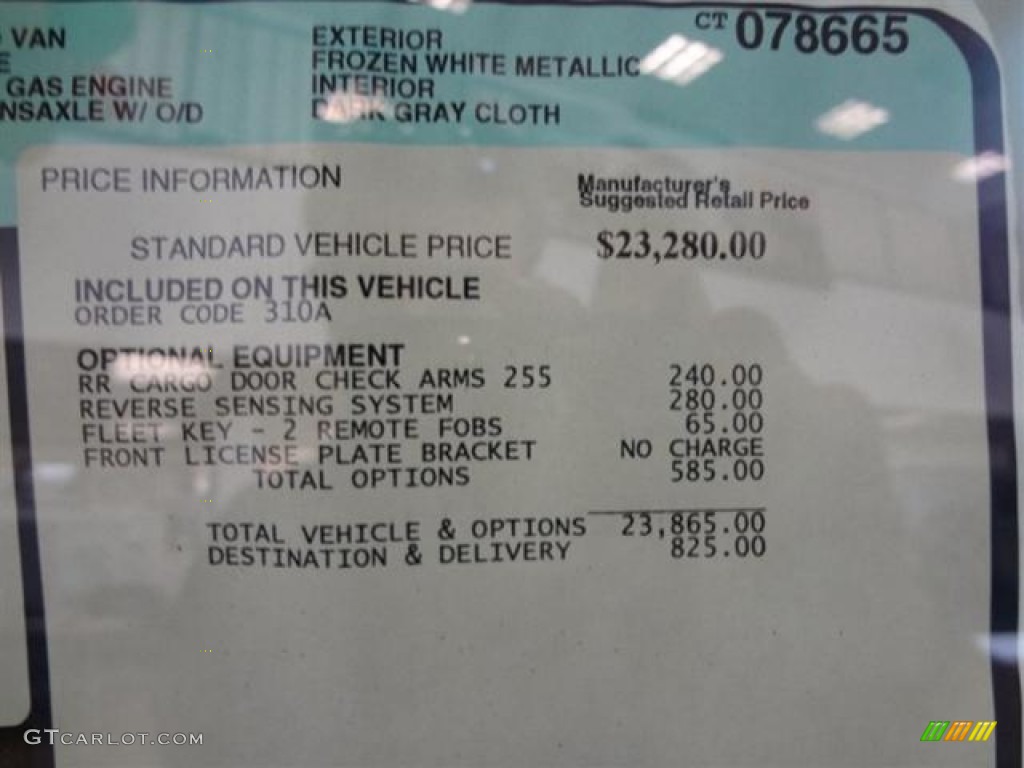 VAN
E
GAS ENGINE
NSAXLE W/ O/D
EXTERIOR
FROZEN WHITE METALLIC
INTERIOR
DARK GRAY CLOTH
CT 078665
PRICE INFORMATION
Manufacturer's
Suggested Retail Price
STANDARD VEHICLE PRICE $23,280.00
INCLUDED ON THIS VEHICLE
ORDER CODE 310A
OPTIONAL EQUIPMENT
RR CARGO DOOR CHECK ARMS 255 240.00
REVERSE SENSING SYSTEM 280.00
FLEET KEY - 2 REMOTE FOBS 65.00
FRONT LICENSE PLATE BRACKET NO CHARGE
TOTAL OPTIONS 585.00
TOTAL VEHICLE & OPTIONS 23,865.00
DESTINATION & DELIVERY 825.00
GTCARLOT.COM